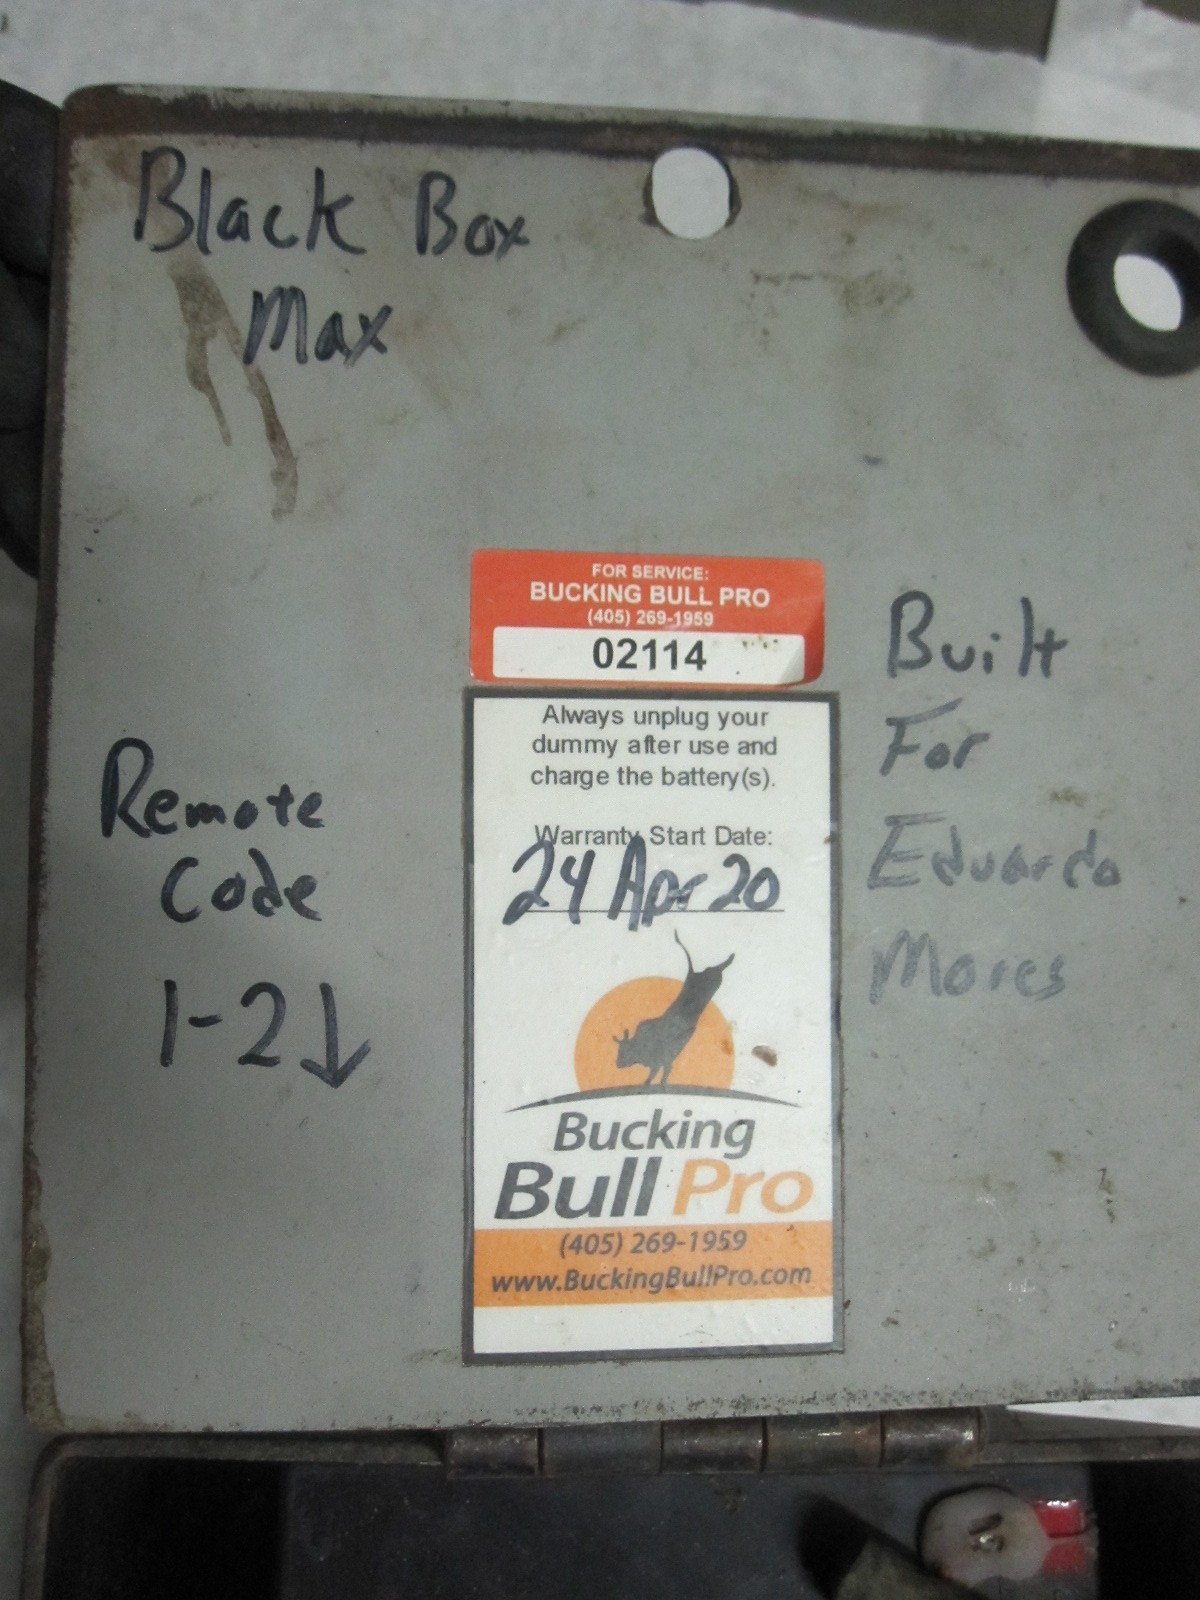 Black Box
Max
FOR SERVICE:
BUCKING BULL PRO
(405) 269-1959
02114
Always unplug your
dummy after use and
charge the battery(s).
Warranty Start Date:
24 Apr 20
Bucking
Bull Pro
(405) 269-1959
www.BuckingBullPro.com
Remote
Code
1-2↓
Built
For
Eduardo